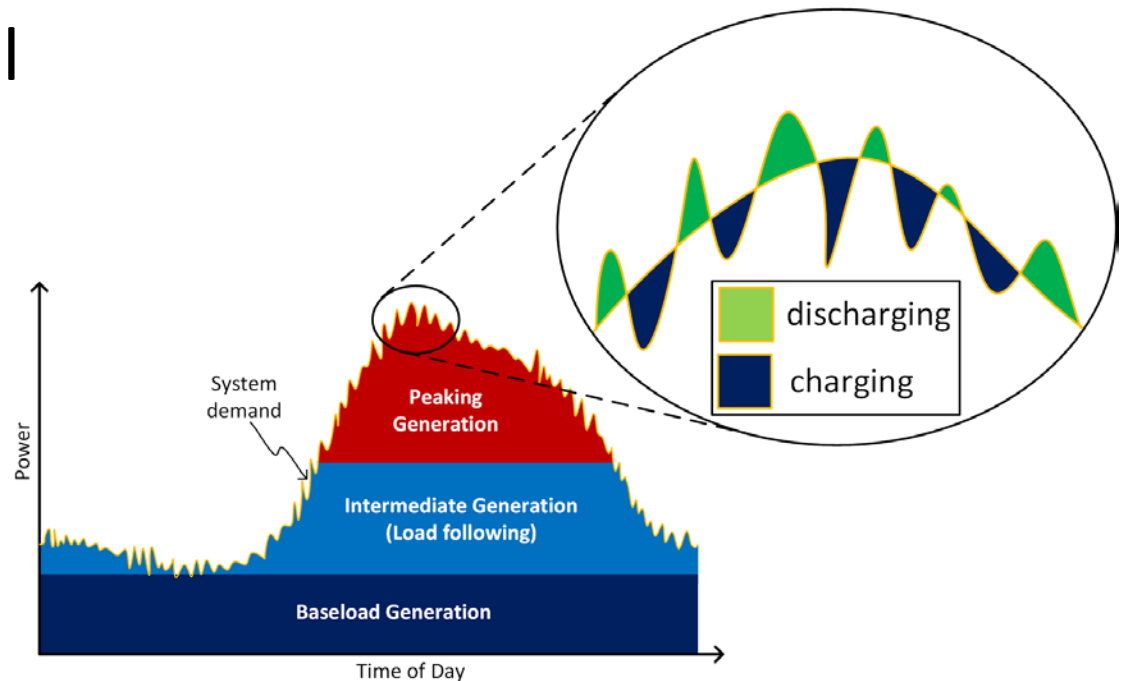 discharging
charging
System
demand
Peaking
Generation
Power
Intermediate Generation
(Load following)
Baseload Generation
Time of Day